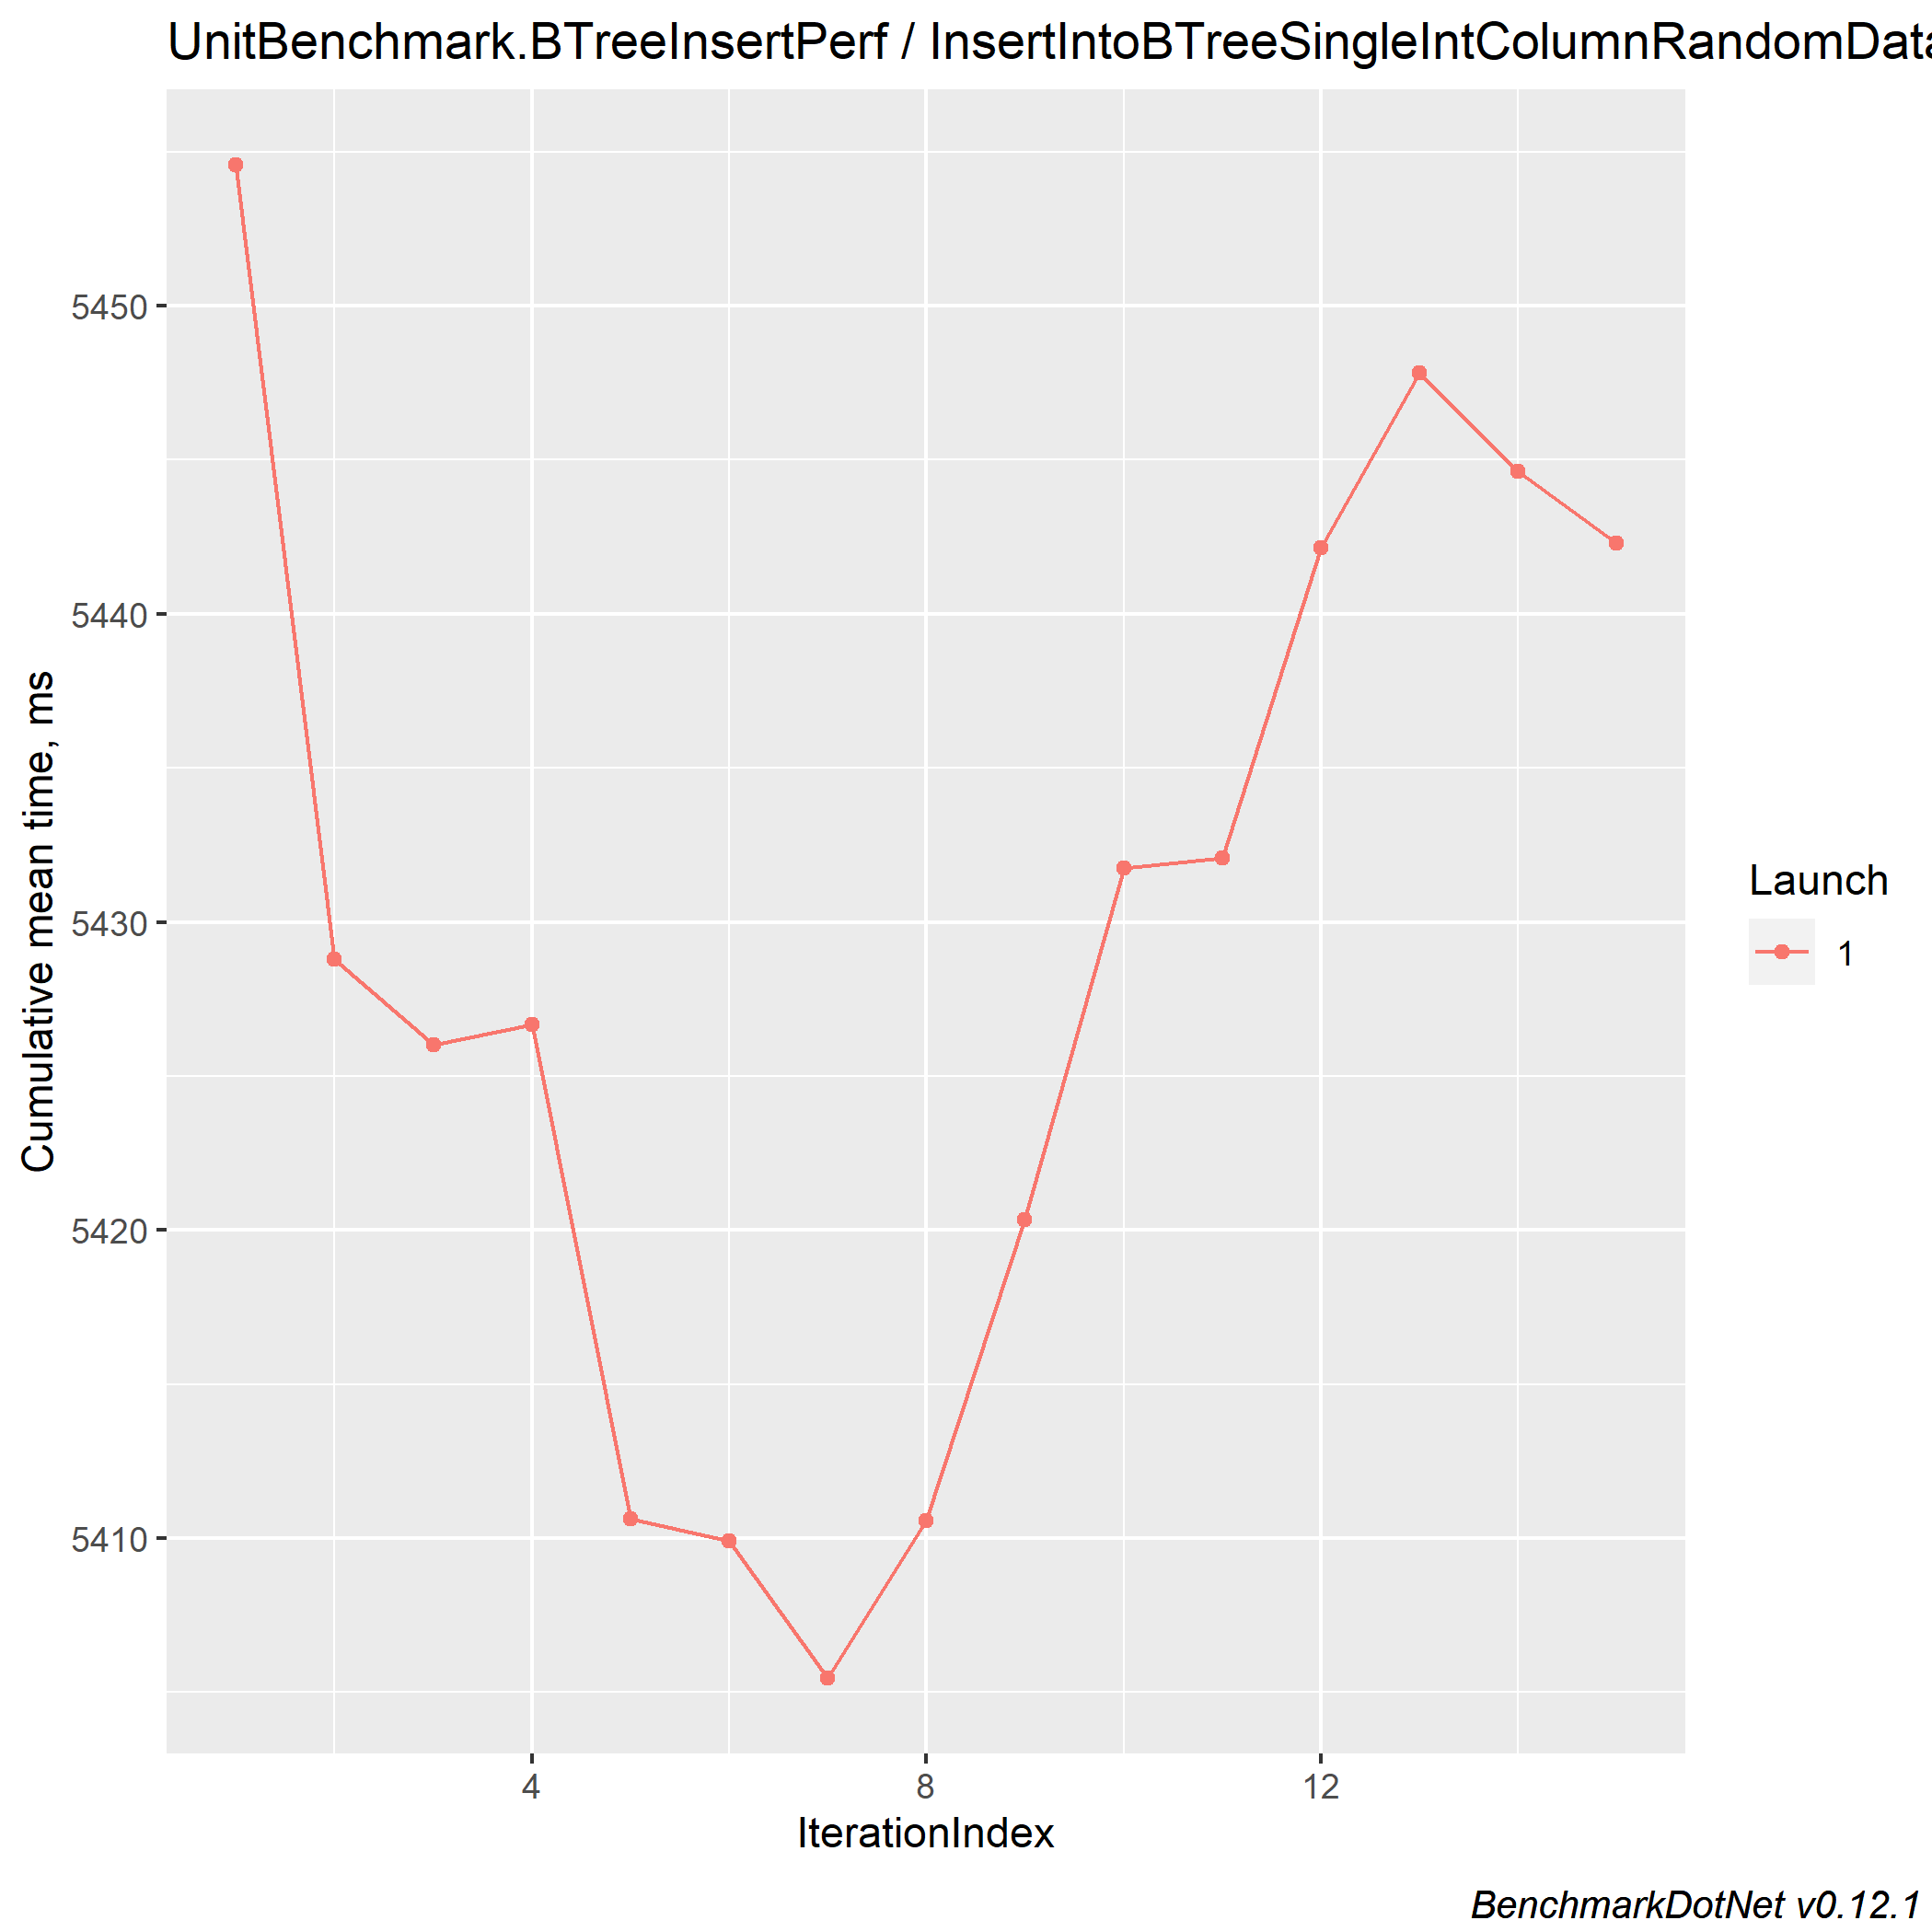 UnitBenchmark.BTreeInsertPerf / InsertIntoBTreeSingleIntColumnRandomData
Cumulative mean time, ms
5450
5440
5430
5420
5410
4 8 12
IterationIndex
Launch
1
BenchmarkDotNet v0.12.1